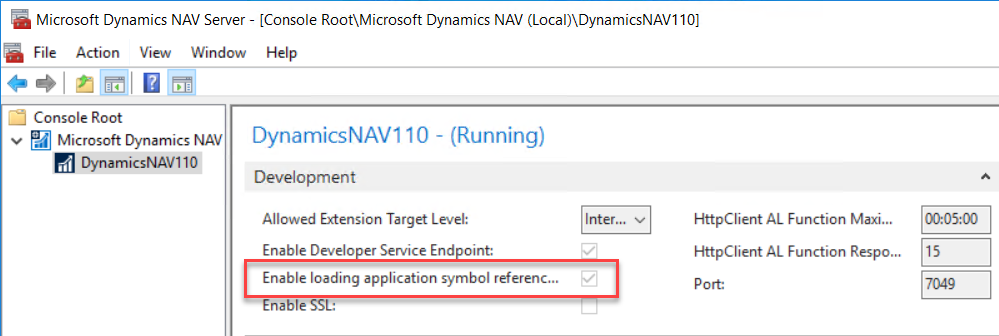 Microsoft Dynamics NAV Server - [Console Root\Microsoft Dynamics NAV (Local)\DynamicsNAV110]
File Action View Window Help
Console Root
Microsoft Dynamics NAV
DynamicsNAV110
DynamicsNAV110 - (Running)
Development
Allowed Extension Target Level: Inter... HttpClient AL Function Maxi... 00:05:00
Enable Developer Service Endpoint: HttpClient AL Function Respo... 15
Enable loading application symbol referenc... Port: 7049
Enable SSL: